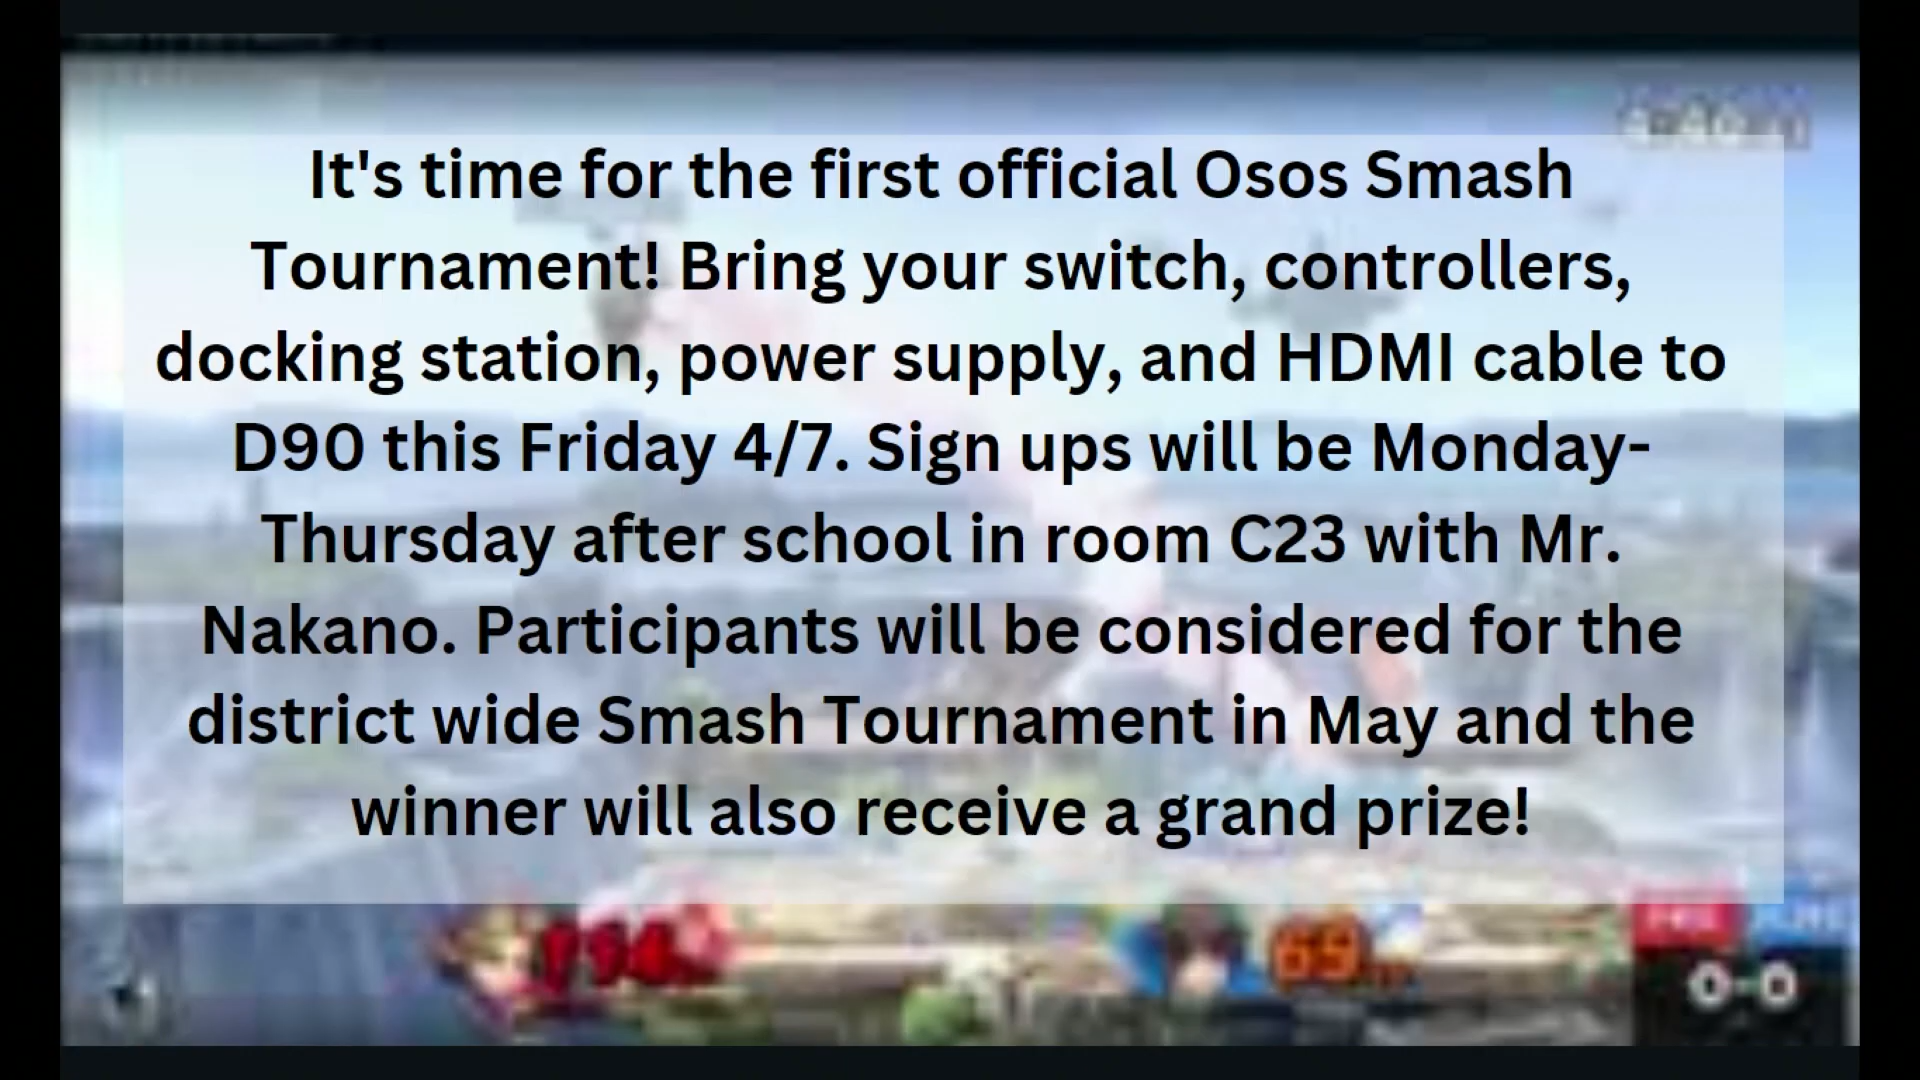 It's time for the first official Osos Smash
Tournament! Bring your switch, controllers,
docking station, power supply, and HDMI cable to
D90 this Friday 4/7. Sign ups will be Monday-
Thursday after school in room C23 with Mr.
Nakano. Participants will be considered for the
district wide Smash Tournament in May and the
winner will also receive a grand prize!
69
0-0